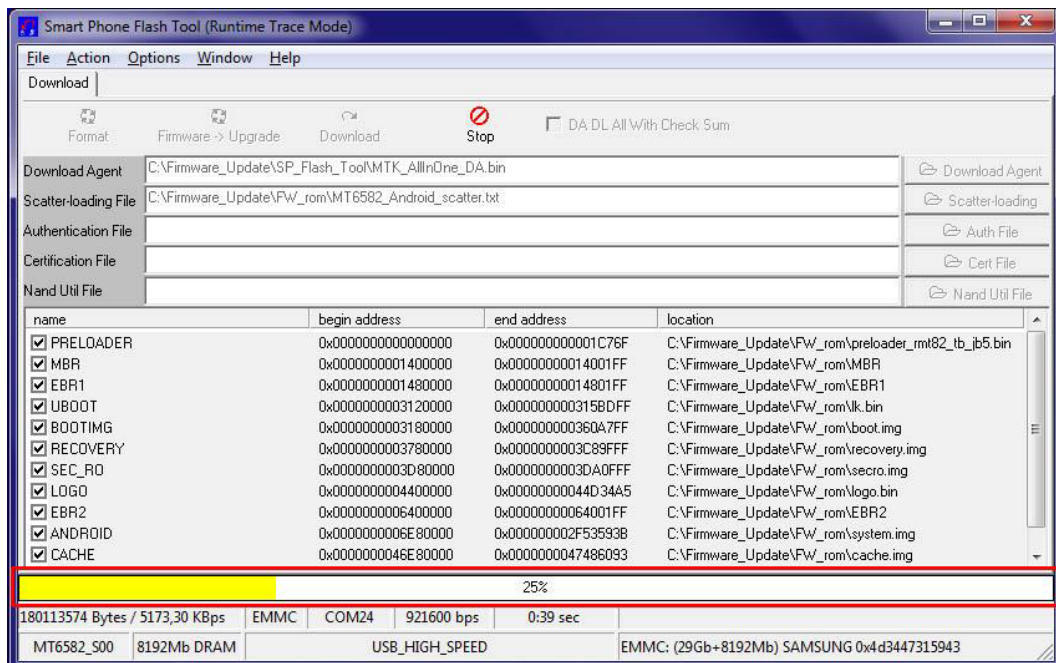 Smart Phone Flash Tool (Runtime Trace Mode)
File Action Options Window Help
Download
Format Firmware -> Upgrade Download Stop DA DL All With Check Sum
Download Agent C:\Firmware_Update\SP_Flash_Tool\MTK_AllInOne_DA.bin Download Agent
Scatter-loading File C:\Firmware_Update\FW_rom\MT6582_Android_scatter.txt Scatter-loading
Authentication File Auth File
Certification File Cert File
Nand Util File Nand Util File
name begin address end address location
PRELOADER 0x0000000000000000 0x000000000001C76F C:\Firmware_Update\FW_rom\preloader_rmt82_tb_jb5.bin
MBR 0x0000000001400000 0x00000000014001FF C:\Firmware_Update\FW_rom\MBR
EBR1 0x0000000001480000 0x00000000014801FF C:\Firmware_Update\FW_rom\EBR1
UBOOT 0x0000000003120000 0x000000000315BDFF C:\Firmware_Update\FW_rom\lk.bin
BOOTIMG 0x0000000003180000 0x000000000360A7FF C:\Firmware_Update\FW_rom\boot.img
RECOVERY 0x0000000003780000 0x0000000003C89FFF C:\Firmware_Update\FW_rom\recovery.img
SEC_RO 0x0000000003D80000 0x0000000003DA0FFF C:\Firmware_Update\FW_rom\secro.img
LOGO 0x0000000004400000 0x00000000044D34A5 C:\Firmware_Update\FW_rom\logo.bin
EBR2 0x0000000006400000 0x00000000064001FF C:\Firmware_Update\FW_rom\EBR2
ANDROID 0x0000000006E80000 0x000000002F53593B C:\Firmware_Update\FW_rom\system.img
CACHE 0x0000000046E80000 0x0000000047486093 C:\Firmware_Update\FW_rom\cache.img
25%
180113574 Bytes / 5173,30 KBps EMMC COM24 921600 bps 0:39 sec
MT6582_S00 8192Mb DRAM USB_HIGH_SPEED EMMC: (29Gb+8192Mb) SAMSUNG 0x4d3447315943